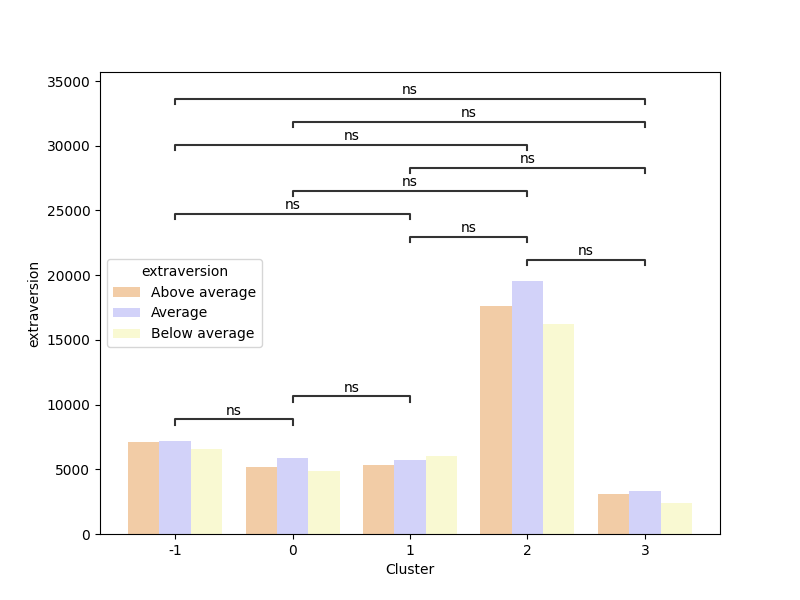 35000
30000
25000
20000
15000
10000
5000
0
extraversion
ns
ns
ns
ns
ns
ns
ns
ns
extraversion
Above average
Average
Below average
ns
ns
-1 0 1 2 3
Cluster